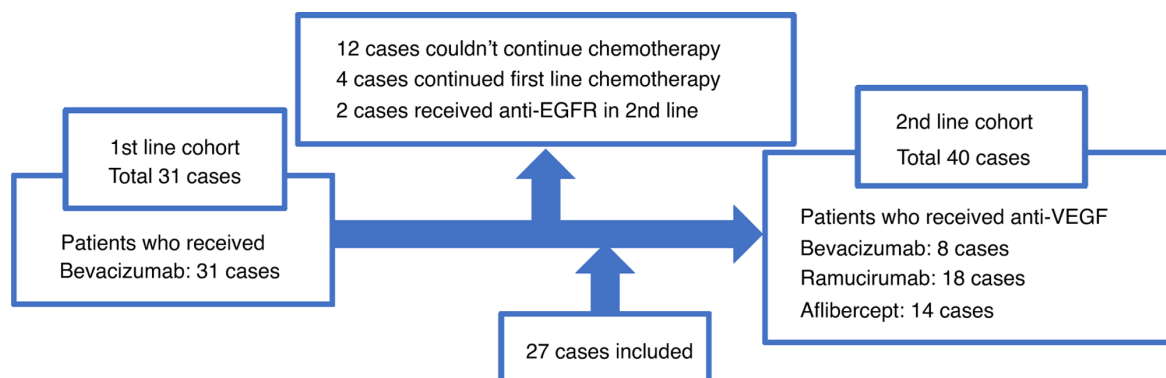 12 cases couldn’t continue chemotherapy
4 cases continued first line chemotherapy
2 cases received anti-EGFR in 2nd line
1st line cohort
Total 31 cases
Patients who received
Bevacizumab: 31 cases
27 cases included
2nd line cohort
Total 40 cases
Patients who received anti-VEGF
Bevacizumab: 8 cases
Ramucirumab: 18 cases
Aflibercept: 14 cases